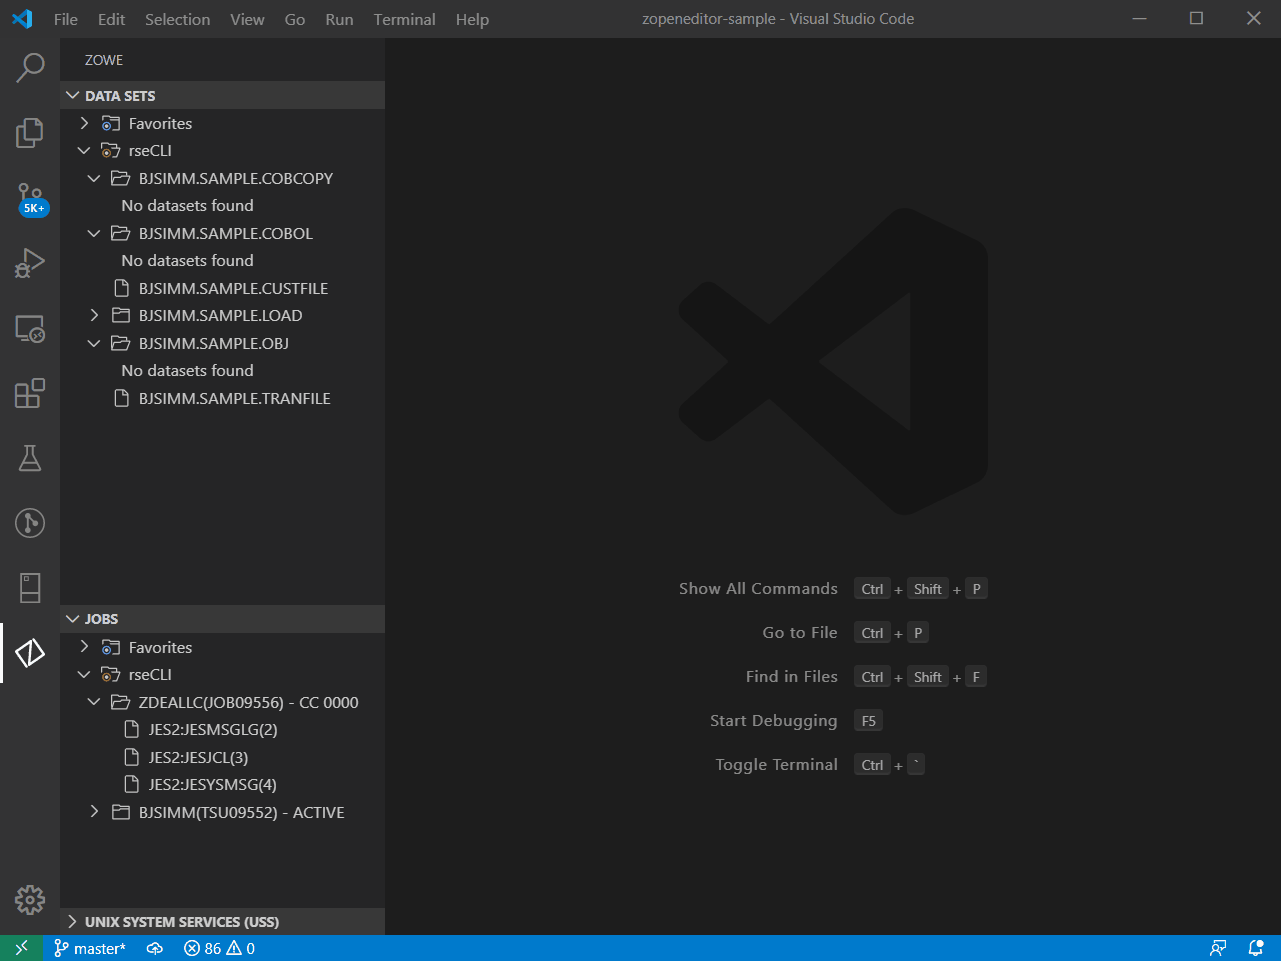 File Edit Selection View Go Run Terminal Help zopeneditor-sample - Visual Studio Code
ZOWE
DATA SETS
Favorites
rseCLI
BJSIMM.SAMPLE.COBCOPY
No datasets found
BJSIMM.SAMPLE.COBOL
No datasets found
BJSIMM.SAMPLE.CUSTFILE
BJSIMM.SAMPLE.LOAD
BJSIMM.SAMPLE.OBJ
No datasets found
BJSIMM.SAMPLE.TRANFILE
5K+
JOBS
Favorites
rseCLI
ZDEALLC(JOB09556) - CC 0000
JES2:JESMSGLG(2)
JES2:JESJCL(3)
JES2:JESYSMSG(4)
BJSIMM(TSU09552) - ACTIVE
UNIX SYSTEM SERVICES (USS)
Show All Commands Ctrl + Shift + P
Go to File Ctrl + P
Find in Files Ctrl + Shift + F
Start Debugging F5
Toggle Terminal Ctrl + `
master* 86 0